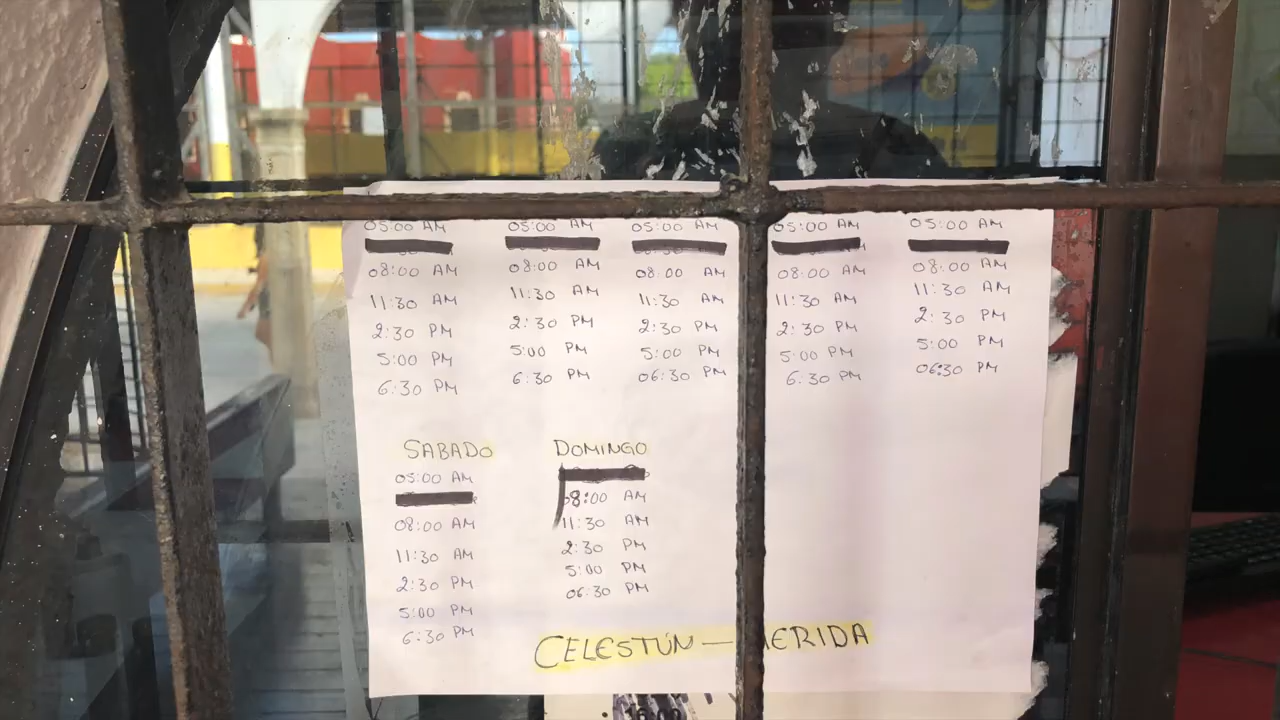 05:00 AM 05:00 AM 05:00 AM 05:00 AM 05:00 AM
08:00 AM 08:00 AM 08:00 AM 08:00 AM 08:00 AM
11:30 AM 11:30 AM 11:30 AM 11:30 AM 11:30 AM
2:30 PM 2:30 PM 2:30 PM 2:30 PM 2:30 PM
5:00 PM 5:00 PM 5:00 PM 5:00 PM 5:00 PM
6:30 PM 6:30 PM 06:30 PM 6:30 PM 06:30 PM
SABADO
05:00 AM
08:00 AM
11:30 AM
2:30 PM
5:00 PM
6:30 PM
DOMINGO
08:00 AM
11:30 AM
2:30 PM
5:00 PM
06:30 PM
CELESTÚN — MERIDA